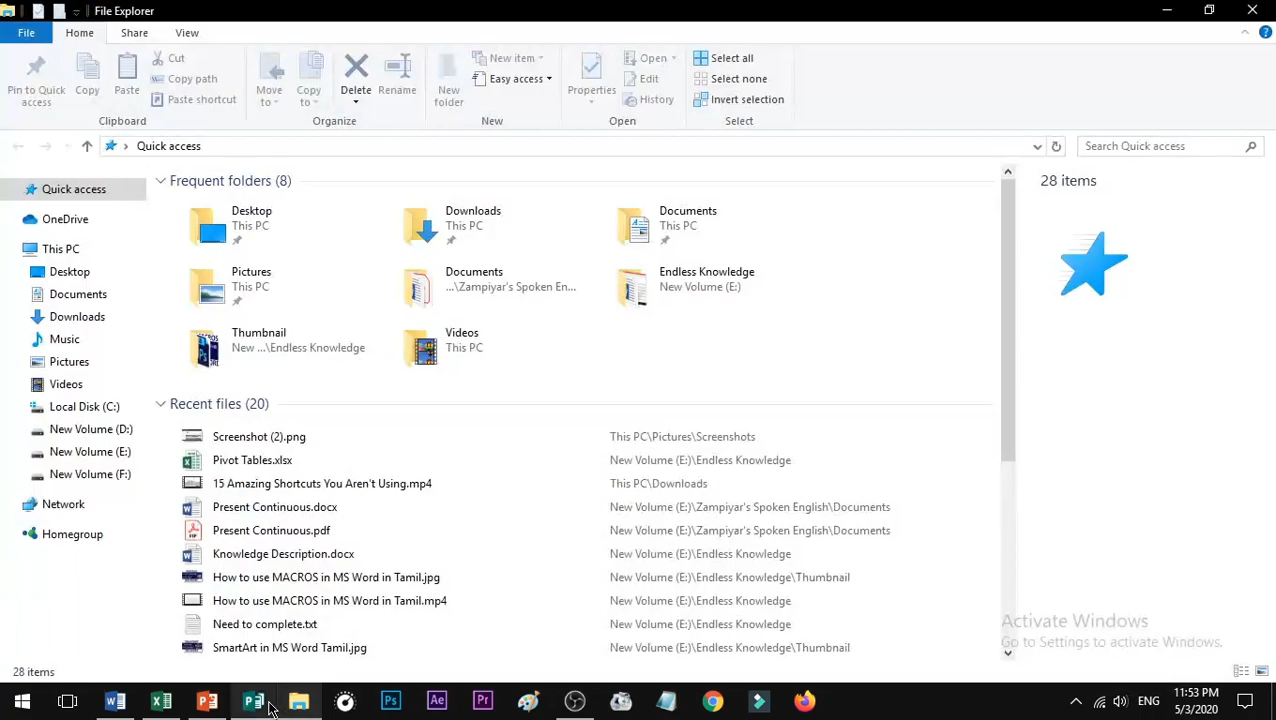 File Explorer
File Home Share View
Pin to Quick access
Copy
Paste
Cut
Copy path
Paste shortcut
Clipboard
Move to
Copy to
Delete
Rename
Organize
New folder
New item
Easy access
New
Properties
Open
Edit
History
Open
Select all
Select none
Invert selection
Select
Quick access
Search Quick access
Quick access
OneDrive
This PC
Desktop
Documents
Downloads
Music
Pictures
Videos
Local Disk (C:)
New Volume (D:)
New Volume (E:)
New Volume (F:)
Network
Homegroup
Frequent folders (8)
Desktop
This PC
Downloads
This PC
Documents
This PC
Pictures
This PC
Documents
...\Zampiyar's Spoken En...
Endless Knowledge
New Volume (E:)
Thumbnail
New ...\Endless Knowledge
Videos
This PC
Recent files (20)
Screenshot (2).png This PC\Pictures\Screenshots
Pivot Tables.xlsx New Volume (E:)\Endless Knowledge
15 Amazing Shortcuts You Aren't Using.mp4 This PC\Downloads
Present Continuous.docx New Volume (E:)\Zampiyar's Spoken English\Documents
Present Continuous.pdf New Volume (E:)\Zampiyar's Spoken English\Documents
Knowledge Description.docx New Volume (E:)\Endless Knowledge
How to use MACROS in MS Word in Tamil.jpg New Volume (E:)\Endless Knowledge\Thumbnail
How to use MACROS in MS Word in Tamil.mp4 New Volume (E:)\Endless Knowledge
Need to complete.txt New Volume (E:)\Endless Knowledge
SmartArt in MS Word Tamil.jpg New Volume (E:)\Endless Knowledge\Thumbnail
28 items
Activate Windows
Go to Settings to activate Windows.
28 items
Ps Ae Pr
ENG
11:53 PM
5/3/2020